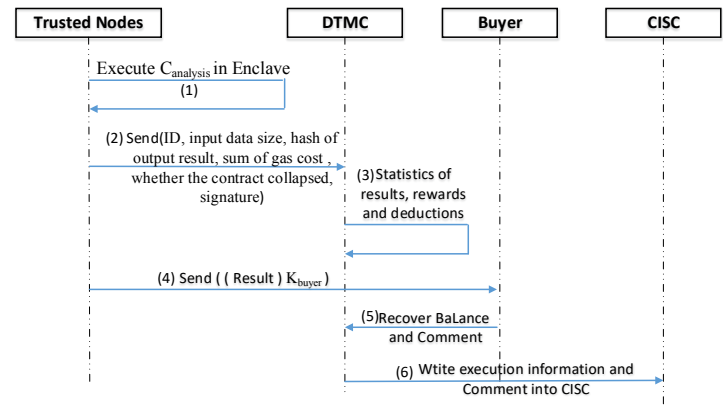 Trusted Nodes
DTMC
Buyer
CISC
Execute Canalysis in Enclave
(1)
(2) Send(ID, input data size, hash of
output result, sum of gas cost ,
whether the contract collapsed,
signature)
(3)Statistics of
results, rewards
and deductions
(4) Send ( ( Result ) Kbuyer )
(5)Recover BaLance
and Comment
(6) Wtite execution information and
Comment into CISC